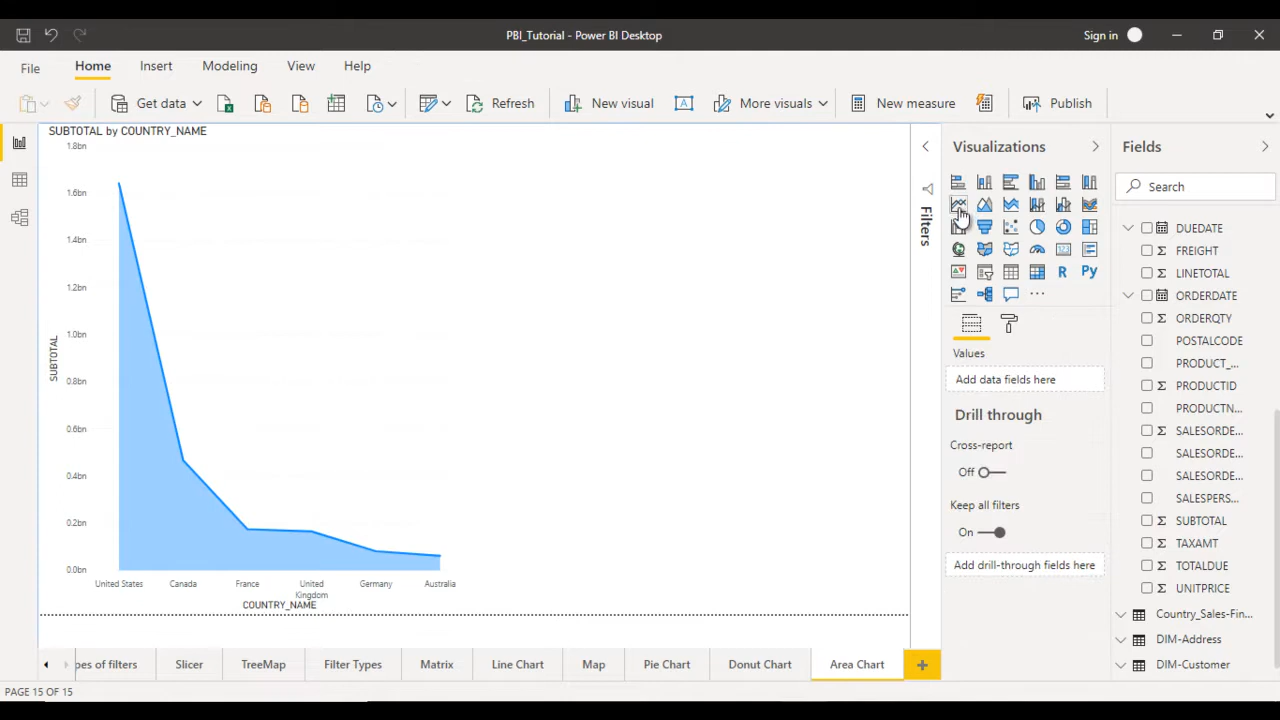 PBI_Tutorial - Power BI Desktop
Sign in
File
Home
Insert
Modeling
View
Help
Get data
Refresh
New visual
More visuals
New measure
Publish
SUBTOTAL by COUNTRY_NAME
1.8bn
1.6bn
1.4bn
1.2bn
1.0bn
0.8bn
0.6bn
0.4bn
0.2bn
0.0bn
SUBTOTAL
United States
Canada
France
United
Kingdom
Germany
Australia
COUNTRY_NAME
Filters
Visualizations
123
R
Py
Values
Add data fields here
Drill through
Cross-report
Off
Keep all filters
On
Add drill-through fields here
Fields
Search
DUEDATE
Σ FREIGHT
Σ LINETOTAL
ORDERDATE
Σ ORDERQTY
POSTALCODE
PRODUCT_...
Σ PRODUCTID
PRODUCTN...
Σ SALESORDE...
SALESORDE...
SALESORDE...
SALESPERS...
Σ SUBTOTAL
Σ TAXAMT
Σ TOTALDUE
Σ UNITPRICE
Country_Sales-Fin...
DIM-Address
DIM-Customer
pes of filters
Slicer
TreeMap
Filter Types
Matrix
Line Chart
Map
Pie Chart
Donut Chart
Area Chart
+
PAGE 15 OF 15